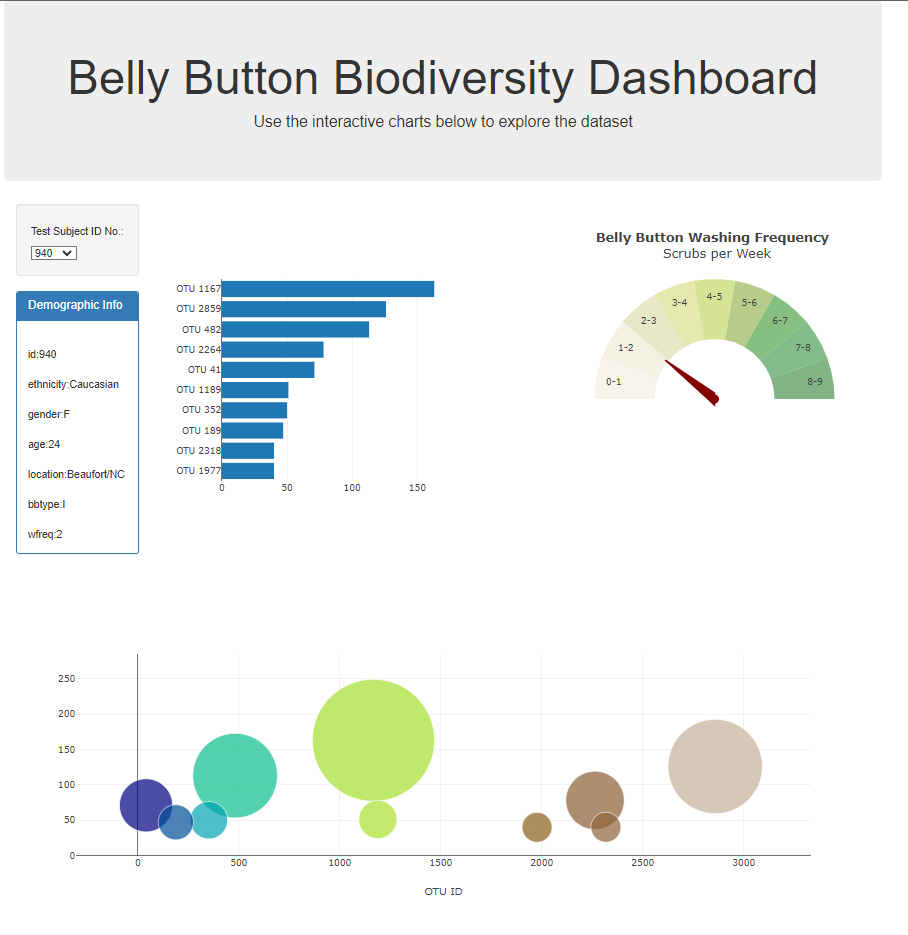 Belly Button Biodiversity Dashboard
Use the interactive charts below to explore the dataset
Test Subject ID No.:
940
Demographic Info
id:940
ethnicity:Caucasian
gender:F
age:24
location:Beaufort/NC
bbtype:I
wfreq:2
OTU 1167
OTU 2859
OTU 482
OTU 2264
OTU 41
OTU 1189
OTU 352
OTU 189
OTU 2318
OTU 1977
0 50 100 150
Belly Button Washing Frequency
Scrubs per Week
0-1
1-2
2-3
3-4
4-5
5-6
6-7
7-8
8-9
250
200
150
100
50
0
0 500 1000 1500 2000 2500 3000
OTU ID